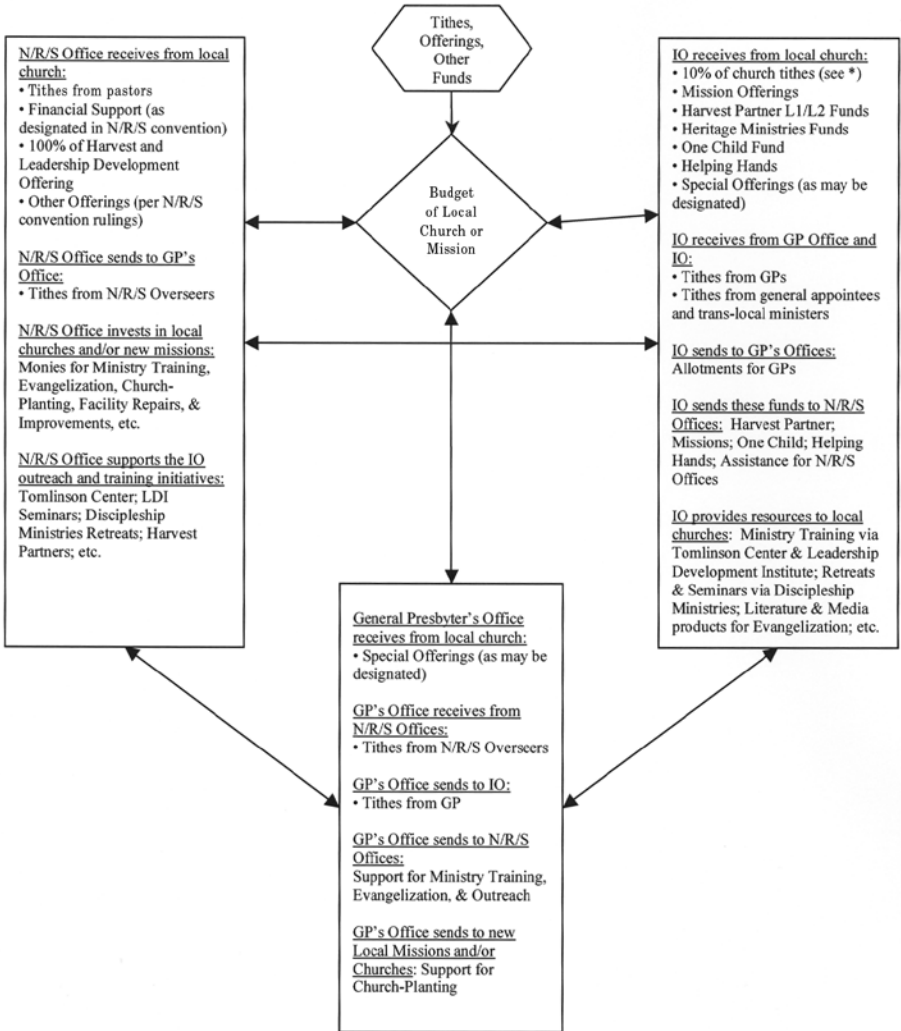 Tithes,
Offerings,
Other
Funds
N/R/S Office receives from local
church:
• Tithes from pastors
• Financial Support (as
designated in N/R/S convention)
• 100% of Harvest and
Leadership Development
Offering
• Other Offerings (per N/R/S
convention rulings)
N/R/S Office sends to GP's
Office:
• Tithes from N/R/S Overseers
N/R/S Office invests in local
churches and/or new missions:
Monies for Ministry Training,
Evangelization, Church-
Planting, Facility Repairs, &
Improvements, etc.
N/R/S Office supports the IO
outreach and training initiatives:
Tomlinson Center; LDI
Seminars; Discipleship
Ministries Retreats; Harvest
Partners; etc.
Budget
of Local
Church or
Mission
IO receives from local church:
• 10% of church tithes (see *)
• Mission Offerings
• Harvest Partner L1/L2 Funds
• Heritage Ministries Funds
• One Child Fund
• Helping Hands
• Special Offerings (as may be
designated)
IO receives from GP Office and
IO:
• Tithes from GPs
• Tithes from general appointees
and trans-local ministers
IO sends to GP's Offices:
Allotments for GPs
IO sends these funds to N/R/S
Offices: Harvest Partner;
Missions; One Child; Helping
Hands; Assistance for N/R/S
Offices
IO provides resources to local
churches: Ministry Training via
Tomlinson Center & Leadership
Development Institute; Retreats
& Seminars via Discipleship
Ministries; Literature & Media
products for Evangelization; etc.
General Presbyter's Office
receives from local church:
• Special Offerings (as may be
designated)
GP's Office receives from
N/R/S Offices:
• Tithes from N/R/S Overseers
GP's Office sends to IO:
• Tithes from GP
GP's Office sends to N/R/S
Offices:
Support for Ministry Training,
Evangelization, & Outreach
GP's Office sends to new
Local Missions and/or
Churches: Support for
Church-Planting